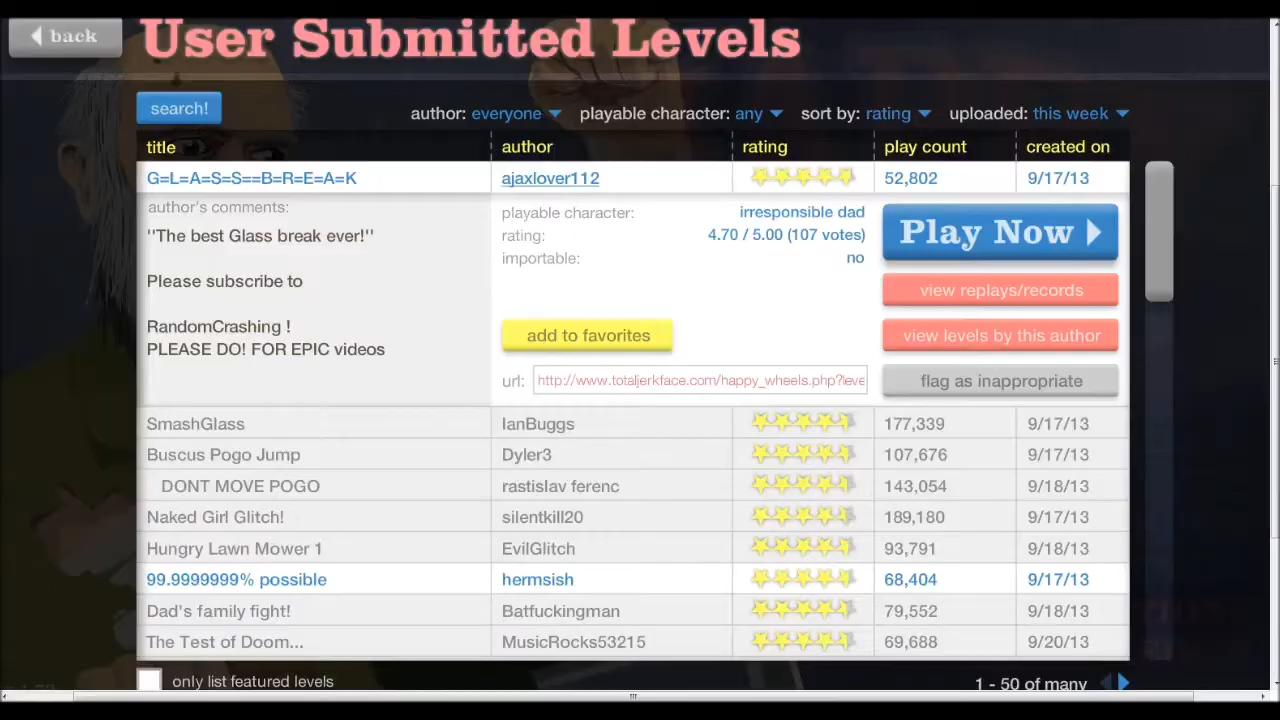 back
User Submitted Levels
search!
author: everyone playable character: any sort by: rating uploaded: this week
title author rating play count created on
G=L=A=S=S==B=R=E=A=K ajaxlover112 52,802 9/17/13
author's comments:
''The best Glass break ever!''
Please subscribe to
RandomCrashing !
PLEASE DO! FOR EPIC videos
playable character: irresponsible dad
rating: 4.70 / 5.00 (107 votes)
importable: no
add to favorites
url: http://www.totaljerkface.com/happy_wheels.php?leve
Play Now
view replays/records
view levels by this author
flag as inappropriate
SmashGlass IanBuggs 177,339 9/17/13
Buscus Pogo Jump Dyler3 107,676 9/17/13
DONT MOVE POGO rastislav ferenc 143,054 9/18/13
Naked Girl Glitch! silentkill20 189,180 9/17/13
Hungry Lawn Mower 1 EvilGlitch 93,791 9/18/13
99.9999999% possible hermsish 68,404 9/17/13
Dad's family fight! Batfuckingman 79,552 9/18/13
The Test of Doom... MusicRocks53215 69,688 9/20/13
only list featured levels
1 - 50 of many